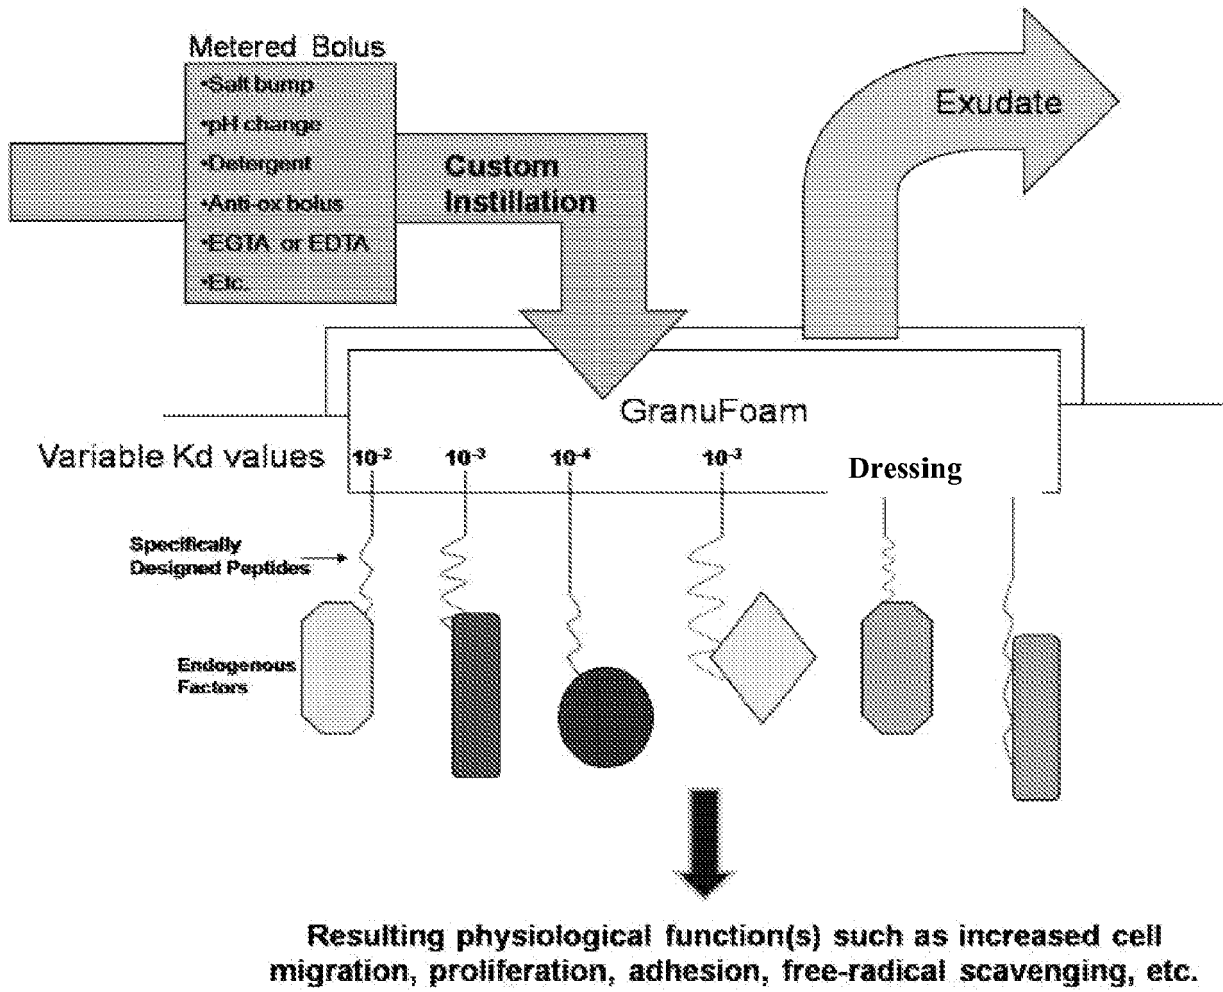 Metered Bolus
•Salt bump
•pH change
•Detergent
•Anti-ox bolus
•EGTA or EDTA
•Etc.
Custom
Instillation
Exudate
GranuFoam
Dressing
Variable Kd values
10-2
10-3
10-4
10-3
Specifically
Designed Peptides
Endogenous
Factors
Resulting physiological function(s) such as increased cell
migration, proliferation, adhesion, free-radical scavenging, etc.